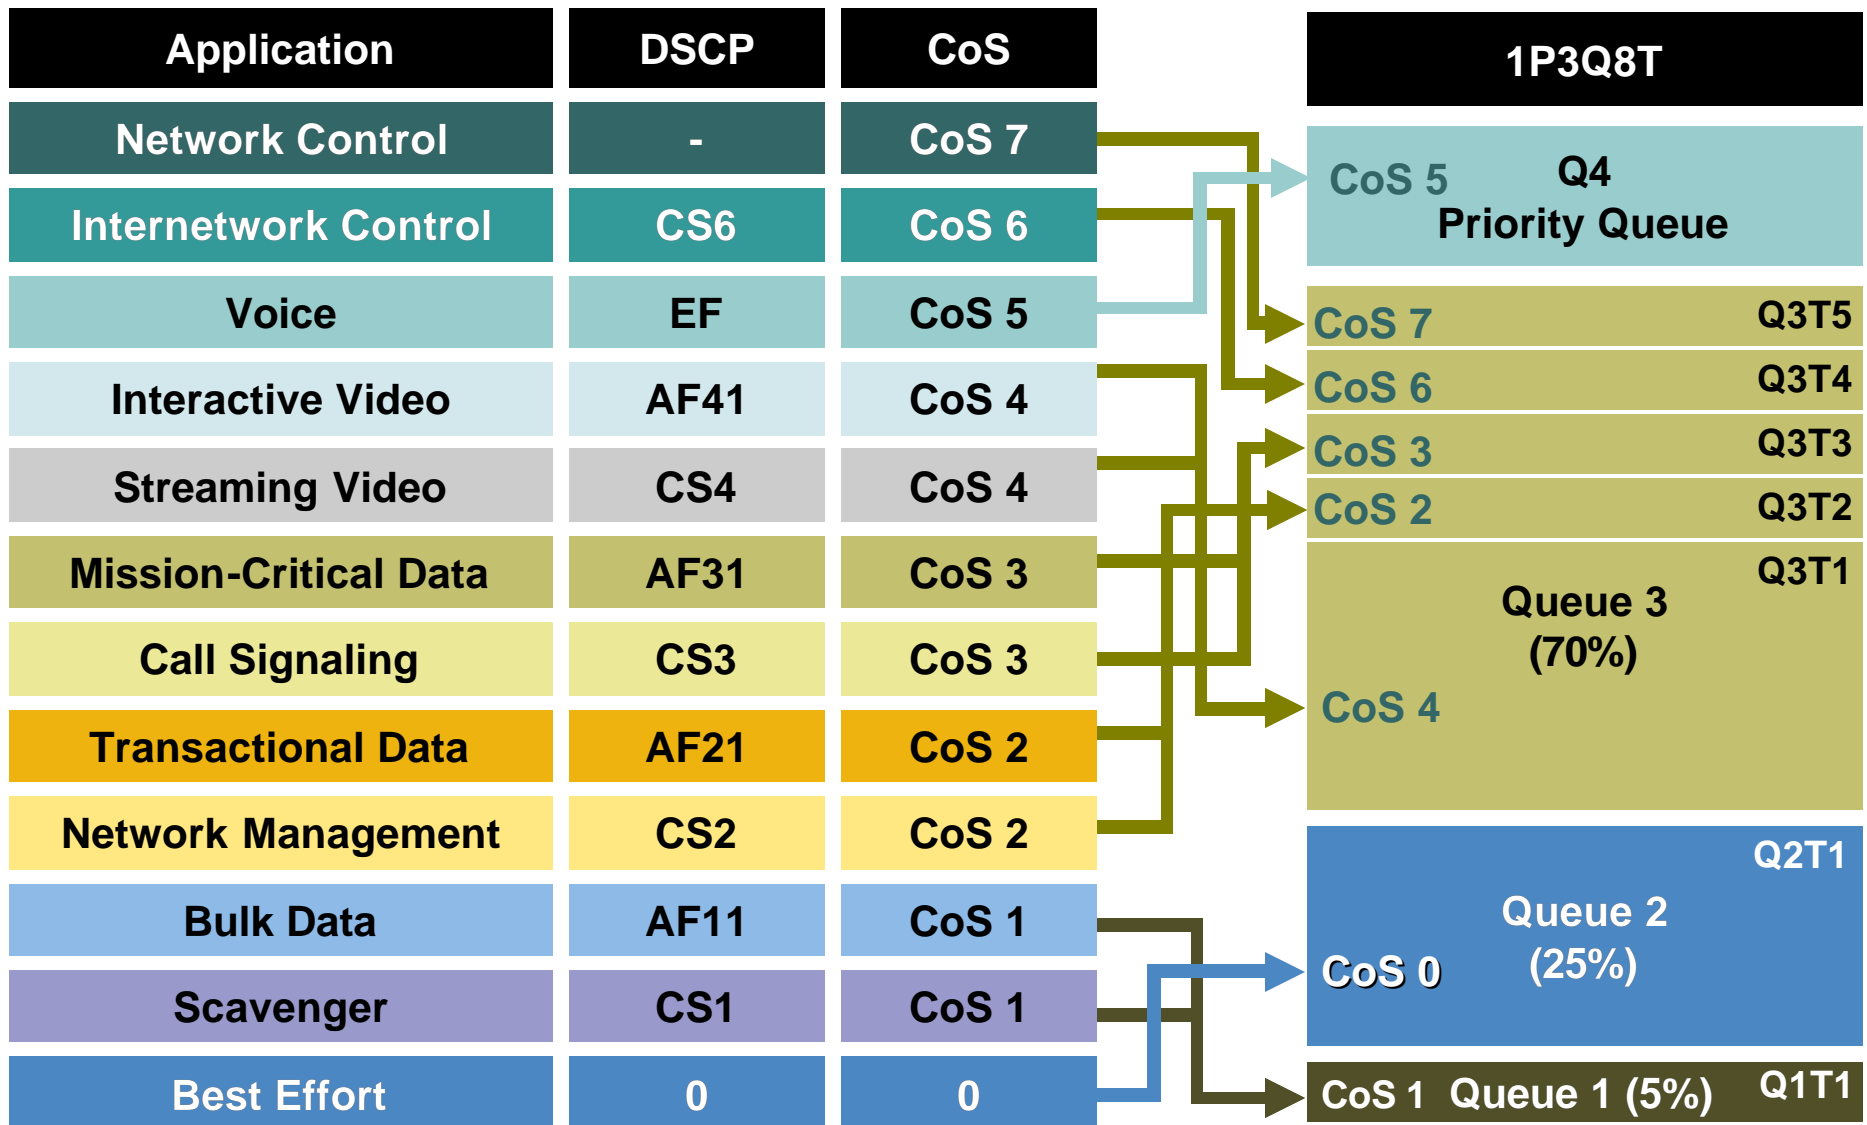 Application DSCP CoS
Network Control - CoS 7
Internetwork Control CS6 CoS 6
Voice EF CoS 5
Interactive Video AF41 CoS 4
Streaming Video CS4 CoS 4
Mission-Critical Data AF31 CoS 3
Call Signaling CS3 CoS 3
Transactional Data AF21 CoS 2
Network Management CS2 CoS 2
Bulk Data AF11 CoS 1
Scavenger CS1 CoS 1
Best Effort 0 0
1P3Q8T
CoS 5 Q4
Priority Queue
CoS 7 Q3T5
CoS 6 Q3T4
CoS 3 Q3T3
CoS 2 Q3T2
Q3T1
Queue 3
(70%)
CoS 4
Q2T1
Queue 2
(25%)
CoS 0
CoS 1 Queue 1 (5%) Q1T1